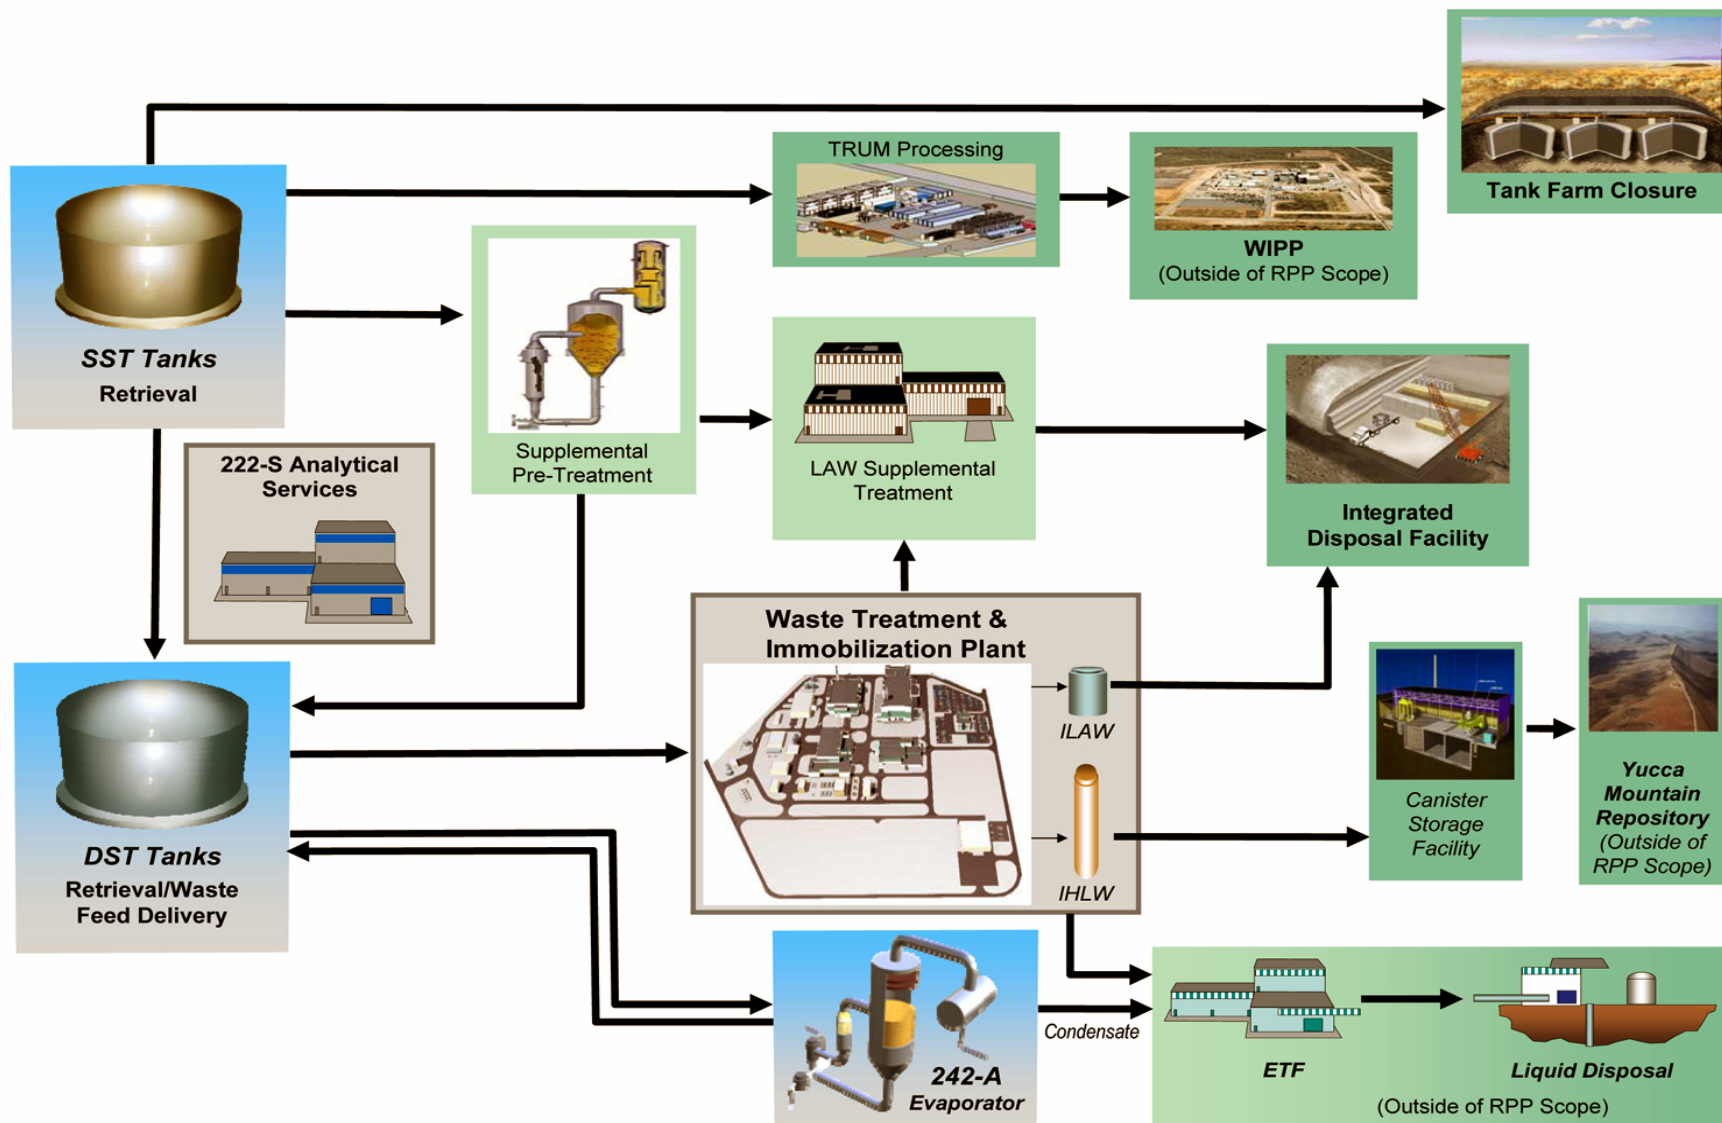 Tank Farm Closure
TRUM Processing
WIPP
(Outside of RPP Scope)
SST Tanks
Retrieval
Supplemental
Pre-Treatment
LAW Supplemental
Treatment
Integrated
Disposal Facility
222-S Analytical
Services
Waste Treatment &
Immobilization Plant
ILAW
IHLW
Canister
Storage
Facility
Yucca
Mountain
Repository
(Outside of
RPP Scope)
DST Tanks
Retrieval/Waste
Feed Delivery
242-A
Evaporator
Condensate
ETF
Liquid Disposal
(Outside of RPP Scope)